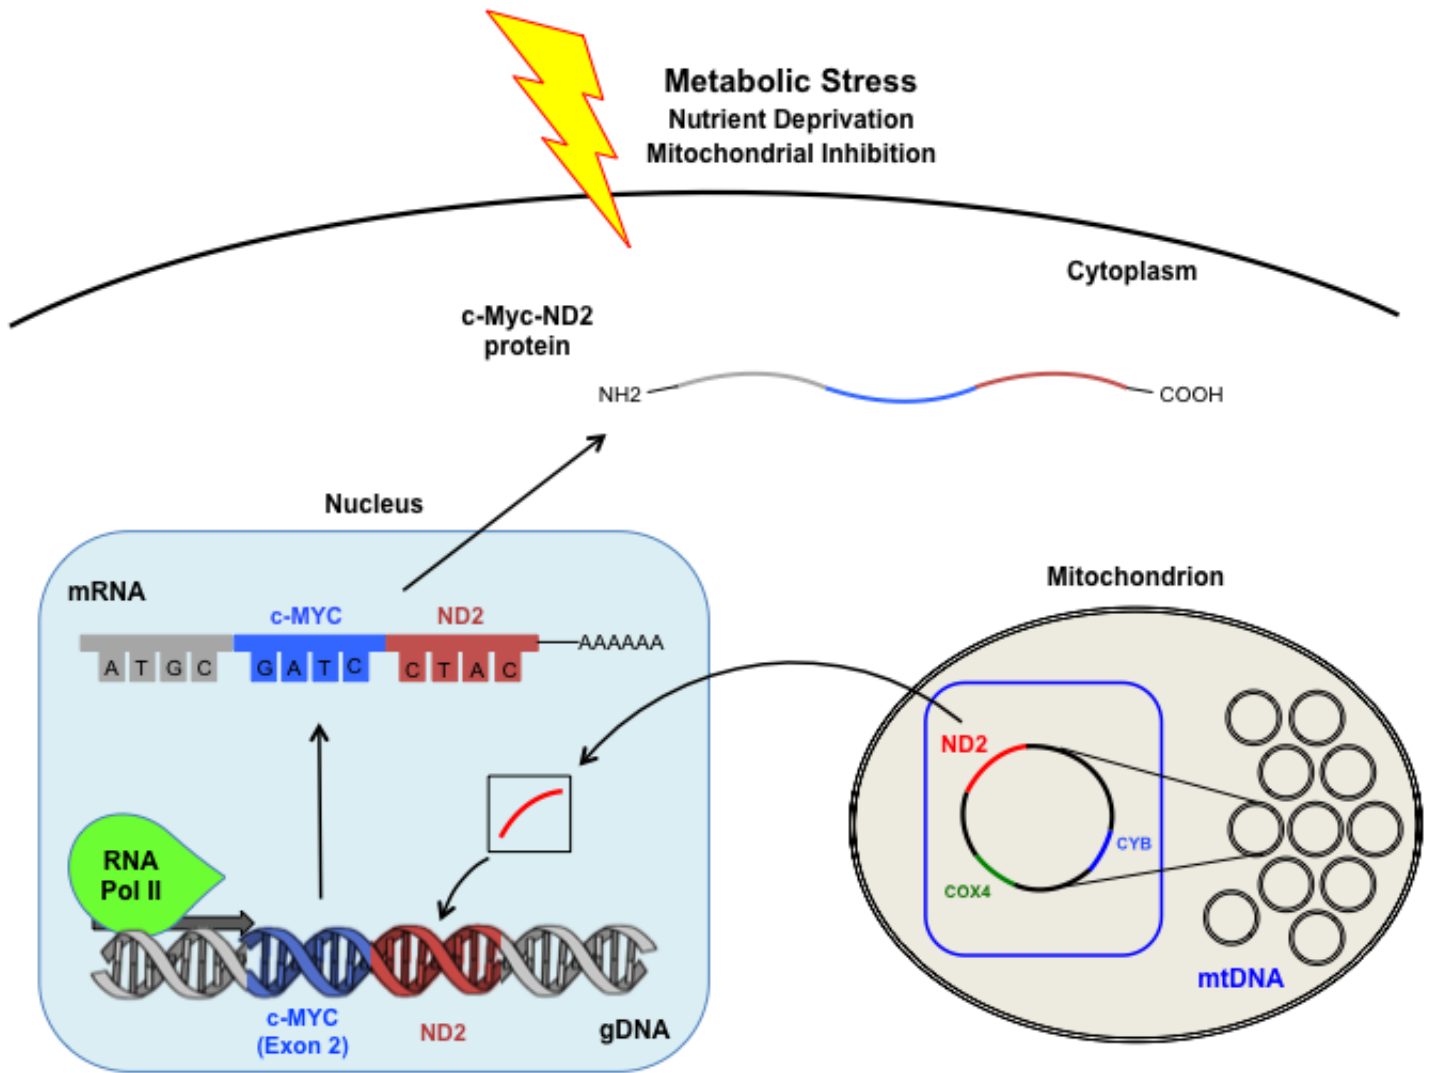 Metabolic Stress
Nutrient Deprivation
Mitochondrial Inhibition
Cytoplasm
c-Myc-ND2
protein
NH2
COOH
Nucleus
mRNA
c-MYC
ND2
AAAAAA
A T G C G A T C C T A C
RNA
Pol II
c-MYC
(Exon 2)
ND2
gDNA
Mitochondrion
ND2
CYB
COX4
mtDNA